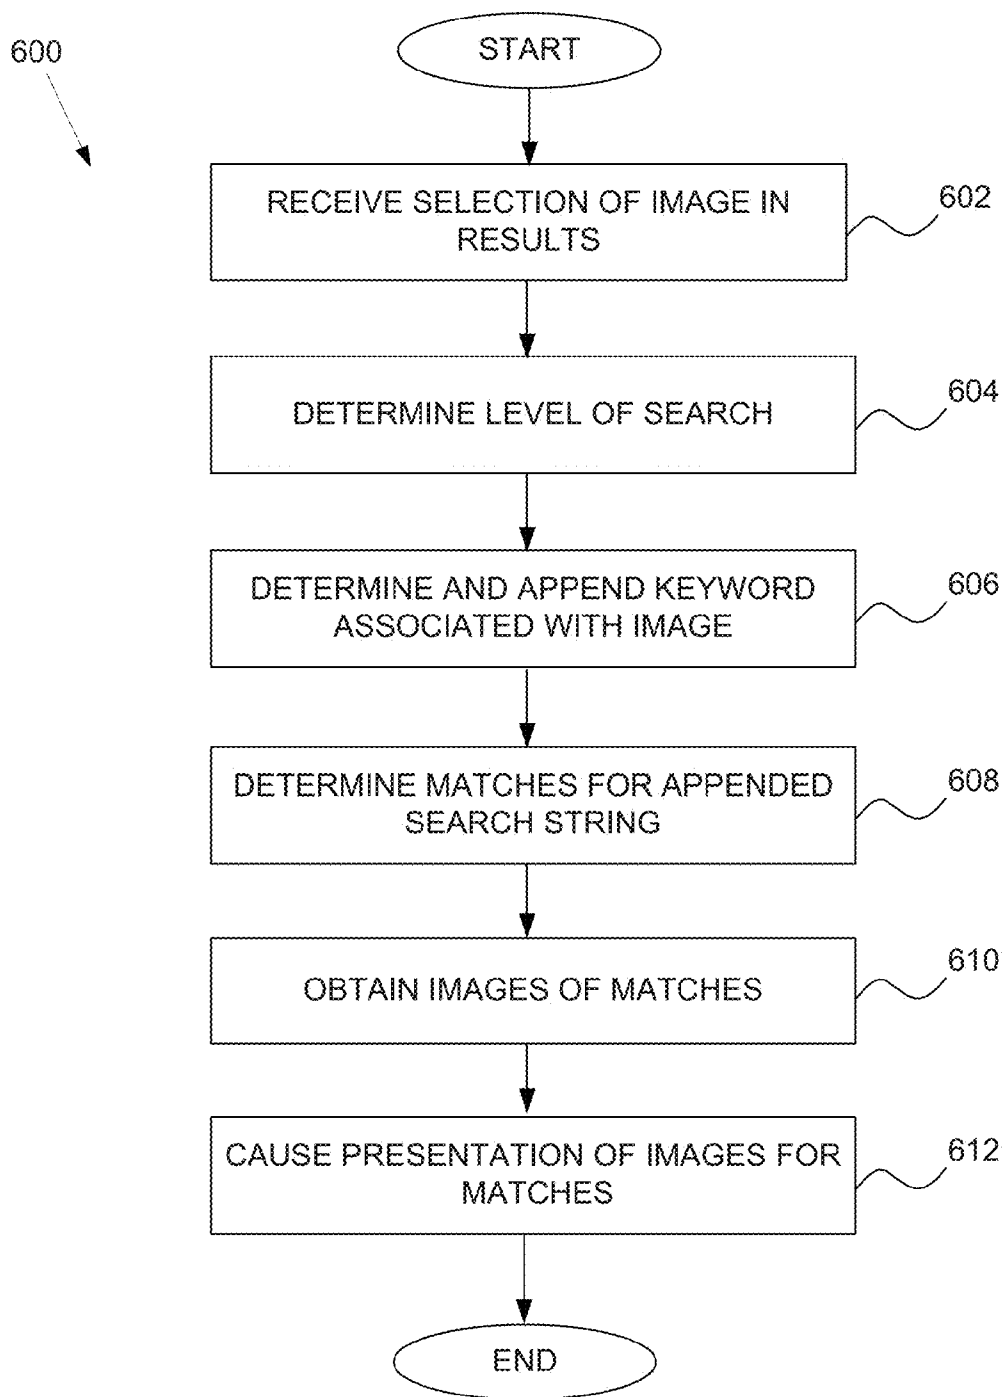 600
START
RECEIVE SELECTION OF IMAGE IN
RESULTS
602
DETERMINE LEVEL OF SEARCH
604
DETERMINE AND APPEND KEYWORD
ASSOCIATED WITH IMAGE
606
DETERMINE MATCHES FOR APPENDED
SEARCH STRING
608
OBTAIN IMAGES OF MATCHES
610
CAUSE PRESENTATION OF IMAGES FOR
MATCHES
612
END